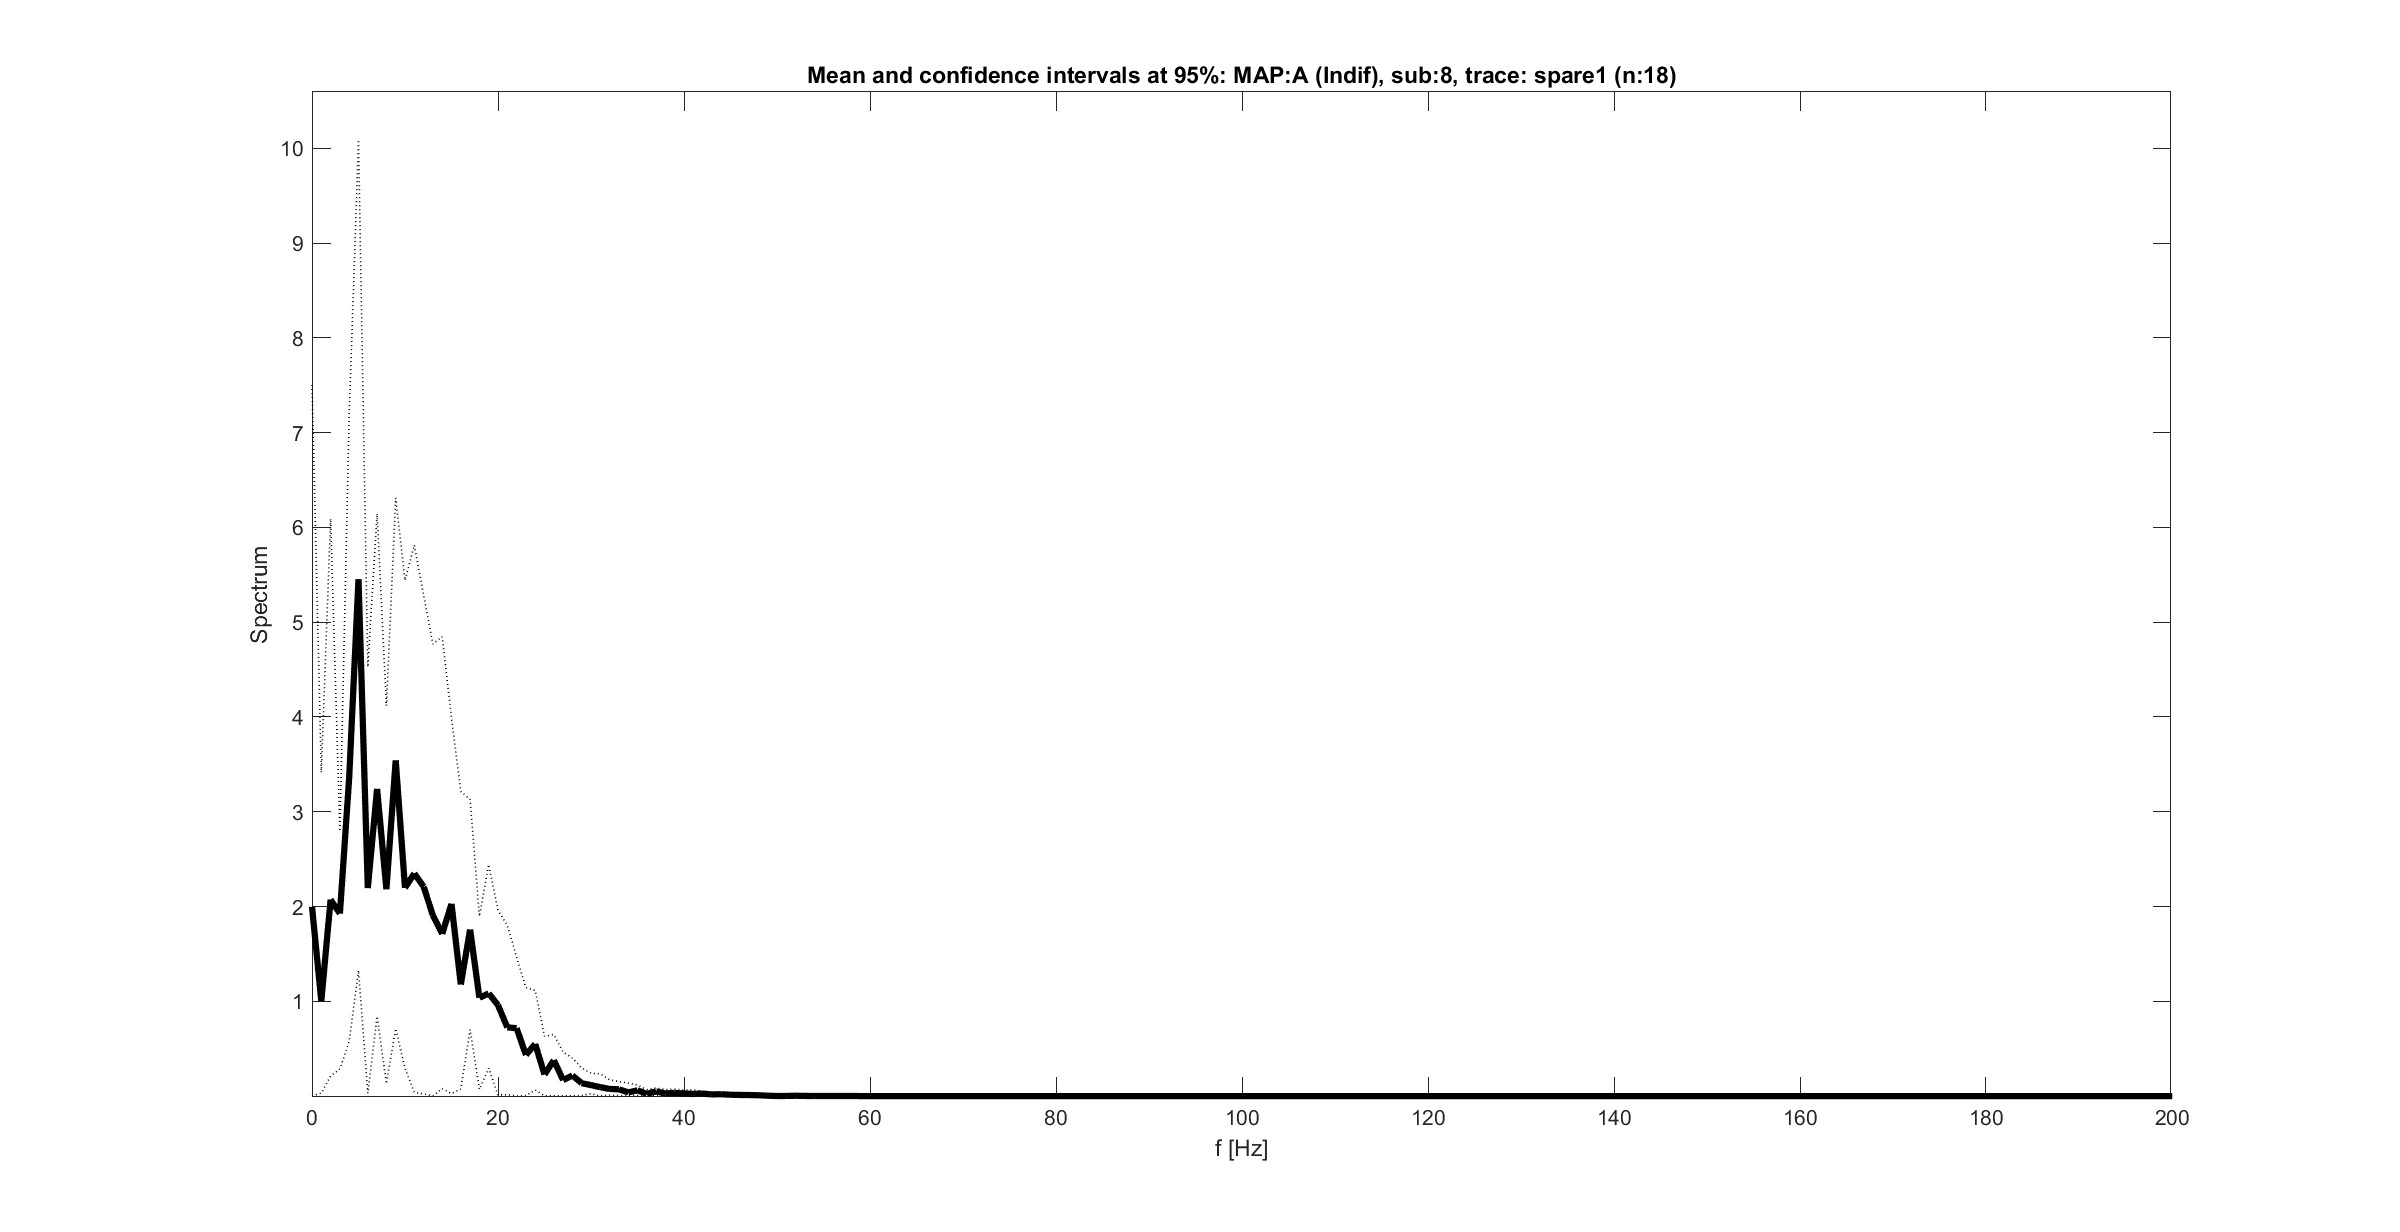 Mean and confidence intervals at 95%: MAP:A (Indif), sub:8, trace: spare1 (n:18)
10
9
8
7
6
5
4
3
2
1
Spectrum
0 20 40 60 80 100 120 140 160 180 200
f [Hz]